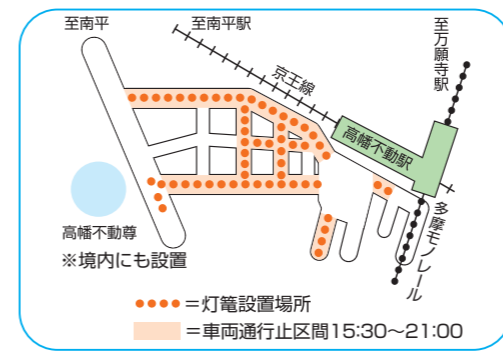 至南平
至南平駅
京王線
至万願寺駅
高幡不動駅
多摩モノレール
高幡不動尊
※境内にも設置
=灯籠設置場所
=車両通行止区間15:30〜21:00